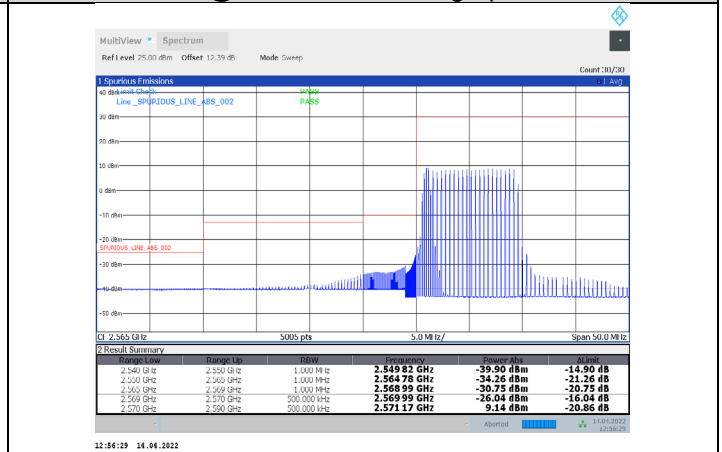 MultiView Spectrum
Ref Level 25.00 dBm Offset 12.39 dB Mode Sweep
Count 30/30
1 Spurious Emissions 1 Avg
40 dBm Limit Check PASS
Line _SPURIOUS_LINE_ABS_002 PASS
30 dBm
20 dBm
10 dBm
0 dBm
-10 dBm
-20 dBm
SPURIOUS_LINE_ABS_002
-30 dBm
-40 dBm
-50 dBm
CF 2.565 GHz 5005 pts 5.0 MHz/ Span 50.0 MHz
2 Result Summary
Range Low Range Up RBW Frequency Power Abs ΔLimit
2.540 GHz 2.550 GHz 1.000 MHz 2.549 82 GHz -39.90 dBm -14.90 dB
2.550 GHz 2.565 GHz 1.000 MHz 2.564 78 GHz -34.26 dBm -21.26 dB
2.565 GHz 2.569 GHz 1.000 MHz 2.568 99 GHz -30.75 dBm -20.75 dB
2.569 GHz 2.570 GHz 500.000 kHz 2.569 99 GHz -26.04 dBm -16.04 dB
2.570 GHz 2.590 GHz 500.000 kHz 2.571 17 GHz 9.14 dBm -20.86 dB
Aborted 14.04.2022
12:56:29
12:56:29 14.04.2022